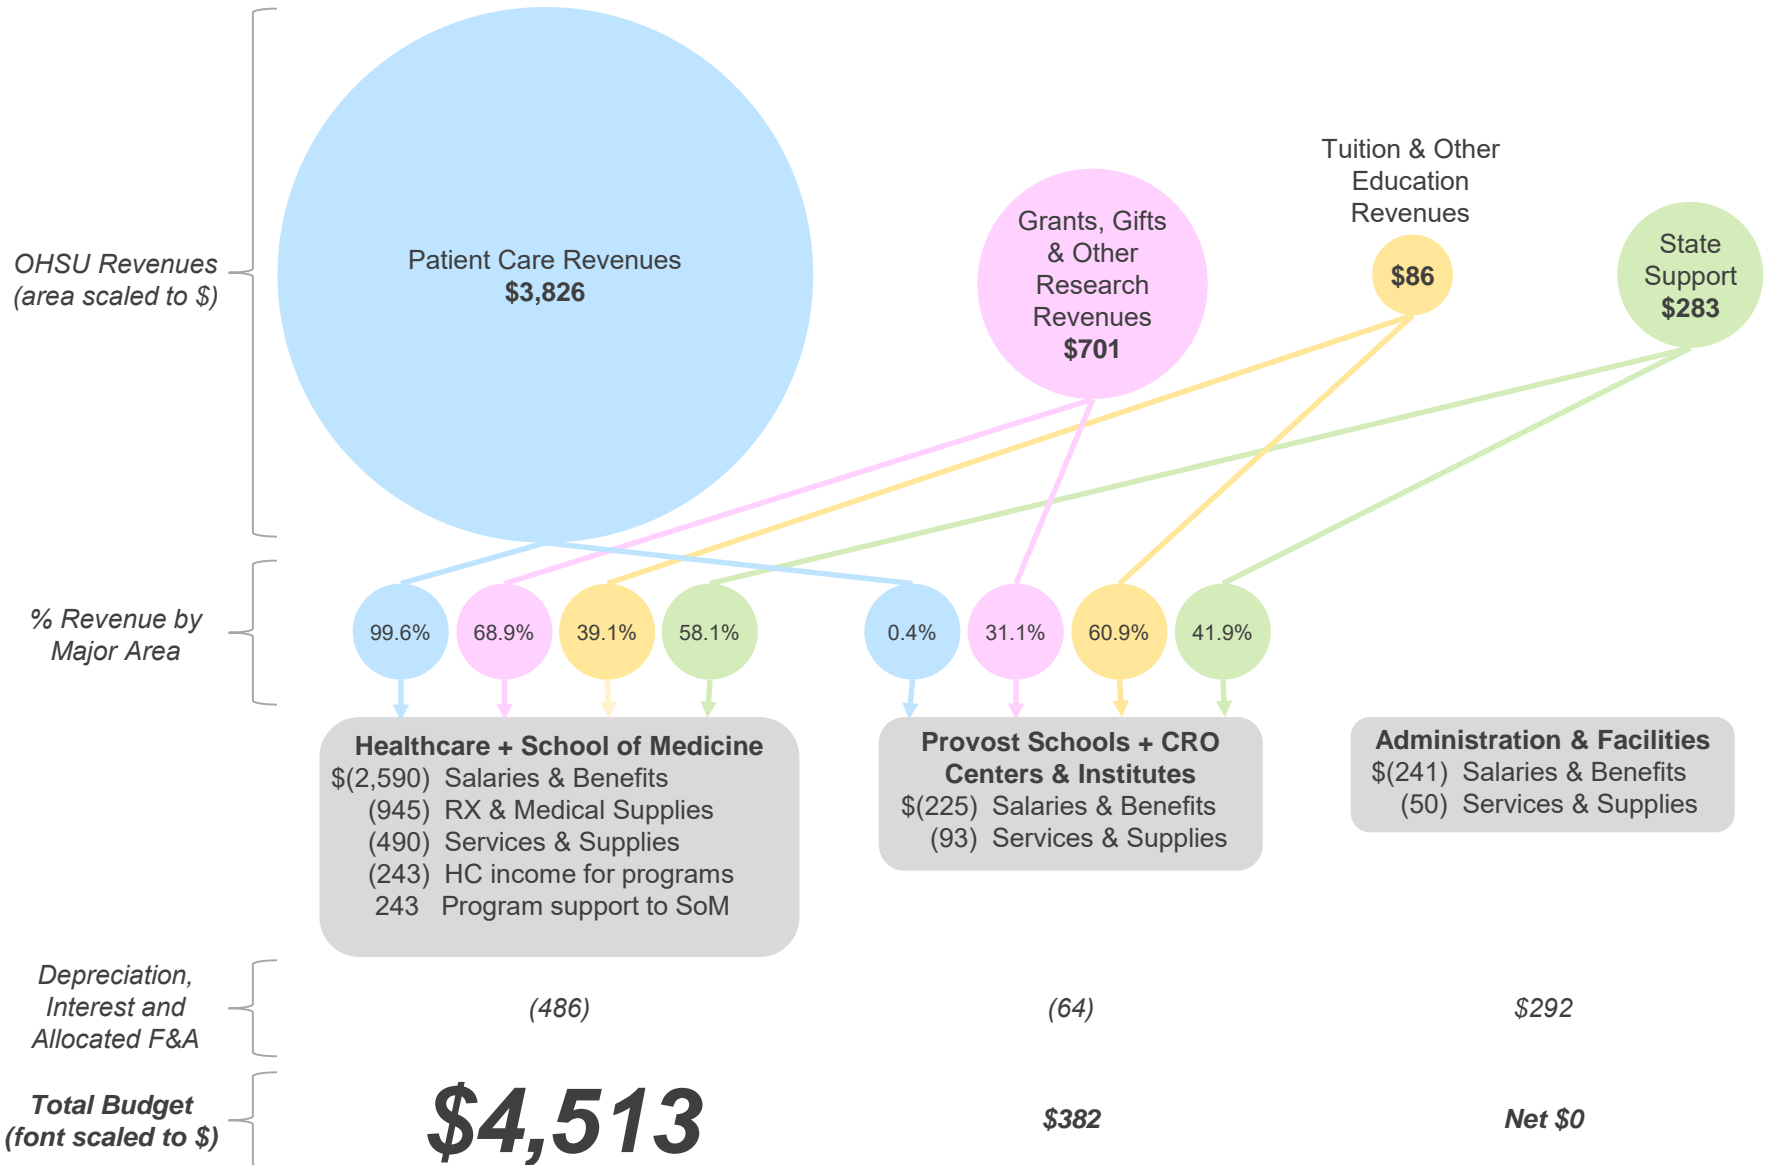 OHSU Revenues
(area scaled to $)
Patient Care Revenues
$3,826
Grants, Gifts
& Other
Research
Revenues
$701
Tuition & Other
Education
Revenues
$86
State
Support
$283
% Revenue by
Major Area
99.6%
68.9%
39.1%
58.1%
0.4%
31.1%
60.9%
41.9%
Healthcare + School of Medicine
$(2,590) Salaries & Benefits
(945) RX & Medical Supplies
(490) Services & Supplies
(243) HC income for programs
243 Program support to SoM
Provost Schools + CRO
Centers & Institutes
$(225) Salaries & Benefits
(93) Services & Supplies
Administration & Facilities
$(241) Salaries & Benefits
(50) Services & Supplies
Depreciation,
Interest and
Allocated F&A
(486)
(64)
$292
Total Budget
(font scaled to $)
$4,513
$382
Net $0